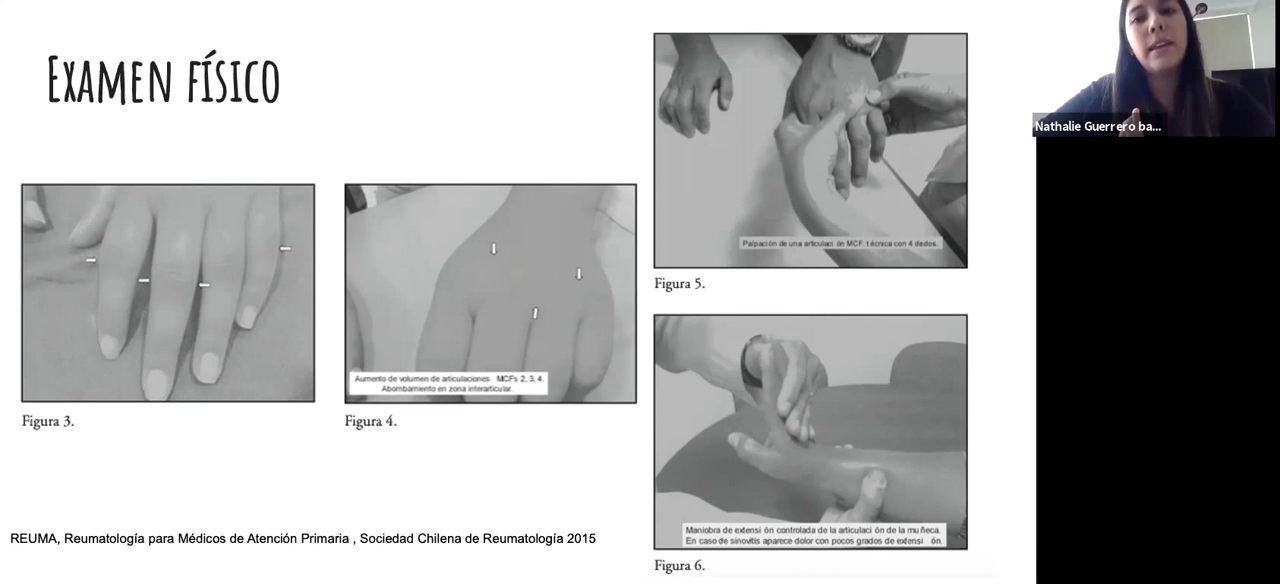 Examen físico
Figura 3.
Aumento de volumen de articulaciones MCFs 2, 3, 4.
Abombamiento en zona interarticular.
Figura 4.
Palpación de una articulaci ón MCF, t écnica con 4 dedos.
Figura 5.
Maniobra de extensi ón controlada de la articulaci ón de la mu ñeca.
En caso de sinovitis aparece dolor con pocos grados de extensi ón.
Figura 6.
REUMA, Reumatología para Médicos de Atención Primaria , Sociedad Chilena de Reumatología 2015
Nathalie Guerrero ba...